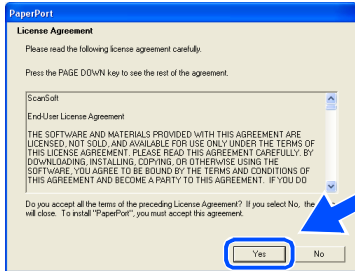 PaperPort
License Agreement
Please read the following license agreement carefully.
Press the PAGE DOWN key to see the rest of the agreement.
ScanSoft
End-User License Agreement
THE SOFTWARE AND MATERIALS PROVIDED WITH THIS AGREEMENT ARE
LICENSED, NOT SOLD, AND AVAILABLE FOR USE ONLY UNDER THE TERMS OF
THIS LICENSE AGREEMENT. PLEASE READ THIS AGREEMENT CAREFULLY. BY
DOWNLOADING, INSTALLING, COPYING, OR OTHERWISE USING THE
SOFTWARE, YOU AGREE TO BE BOUND BY THE TERMS AND CONDITIONS OF
THIS AGREEMENT AND BECOME A PARTY TO THIS AGREEMENT. IF YOU DO
Do you accept all the terms of the preceding License Agreement? If you select No, the
will close. To install "PaperPort", you must accept this agreement.
Yes
No